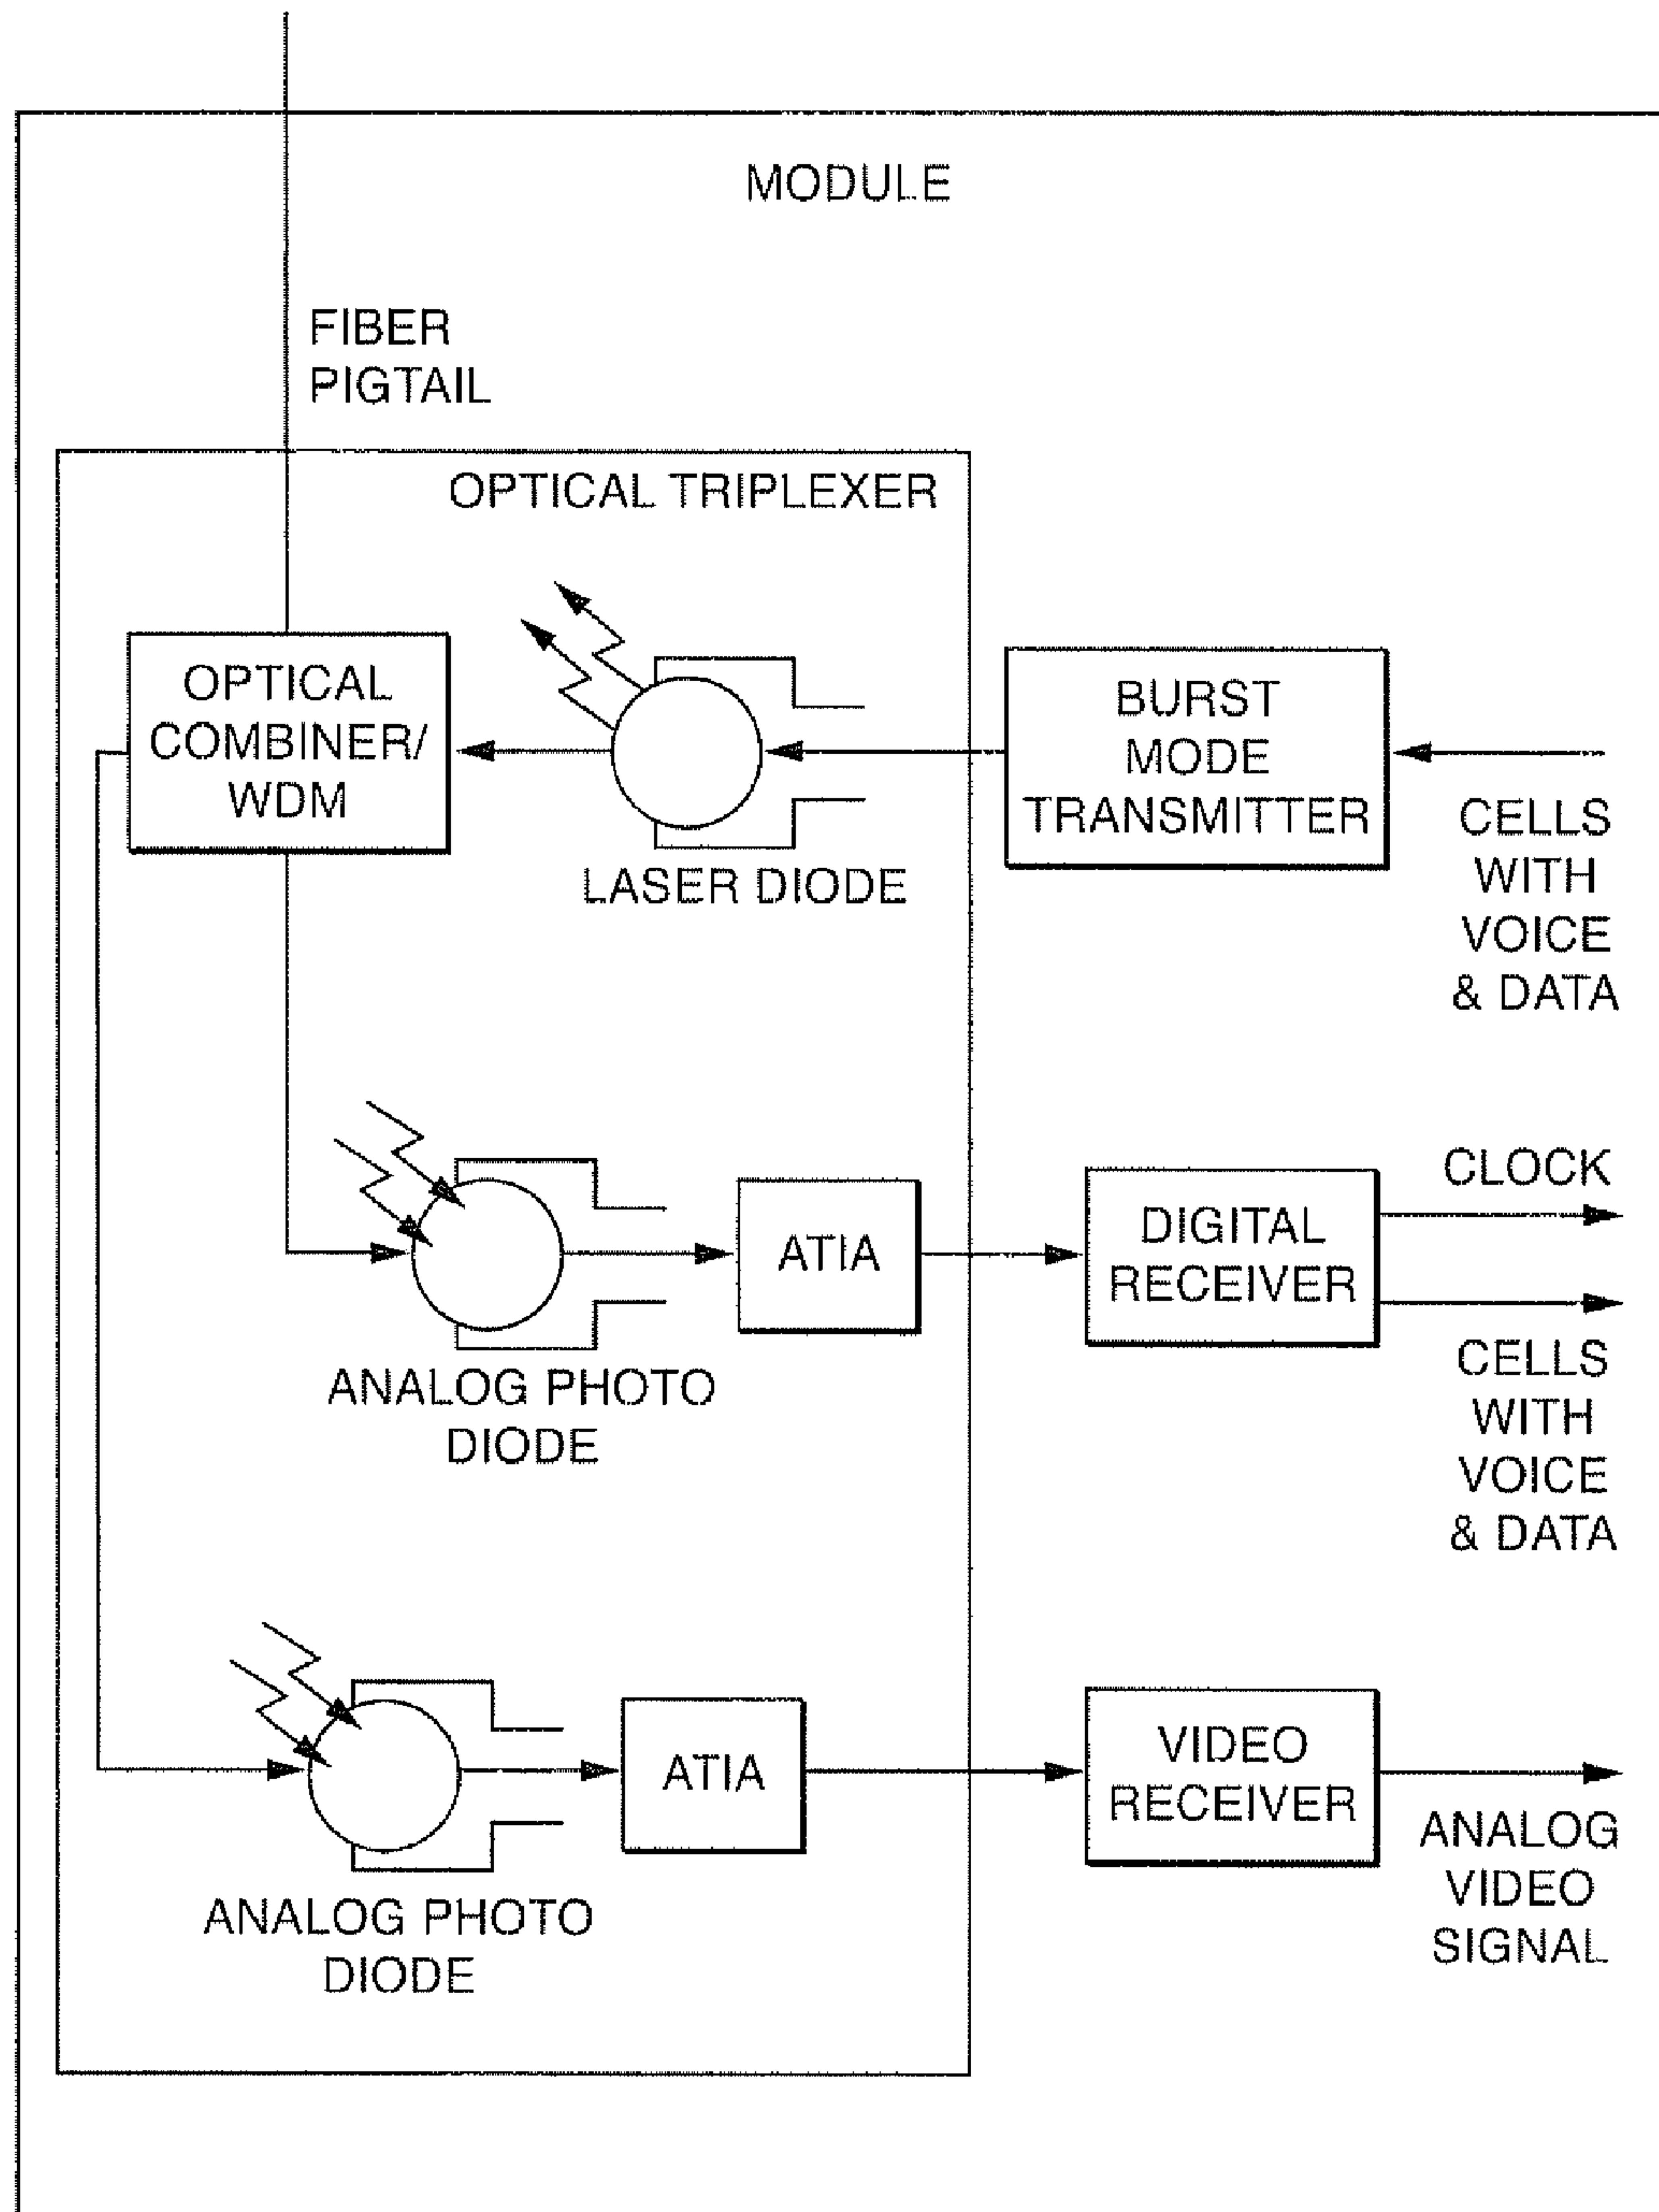 MODULE
FIBER
PIGTAIL
OPTICAL TRIPLEXER
OPTICAL
COMBINER/
WDM
LASER DIODE
BURST
MODE
TRANSMITTER
CELLS
WITH
VOICE
& DATA
ANALOG PHOTO
DIODE
ATIA
DIGITAL
RECEIVER
CLOCK
CELLS
WITH
VOICE
& DATA
ANALOG PHOTO
DIODE
ATIA
VIDEO
RECEIVER
ANALOG
VIDEO
SIGNAL